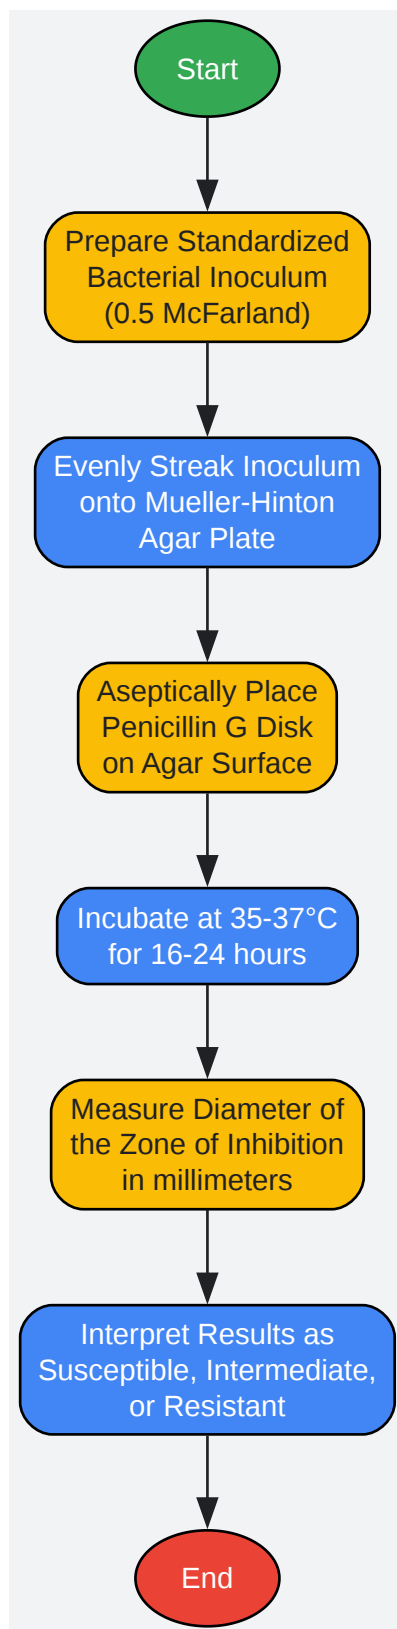 Start
Prepare Standardized
Bacterial Inoculum
(0.5 McFarland)
Evenly Streak Inoculum
onto Mueller-Hinton
Agar Plate
Aseptically Place
Penicillin G Disk
on Agar Surface
Incubate at 35-37°C
for 16-24 hours
Measure Diameter of
the Zone of Inhibition
in millimeters
Interpret Results as
Susceptible, Intermediate,
or Resistant
End